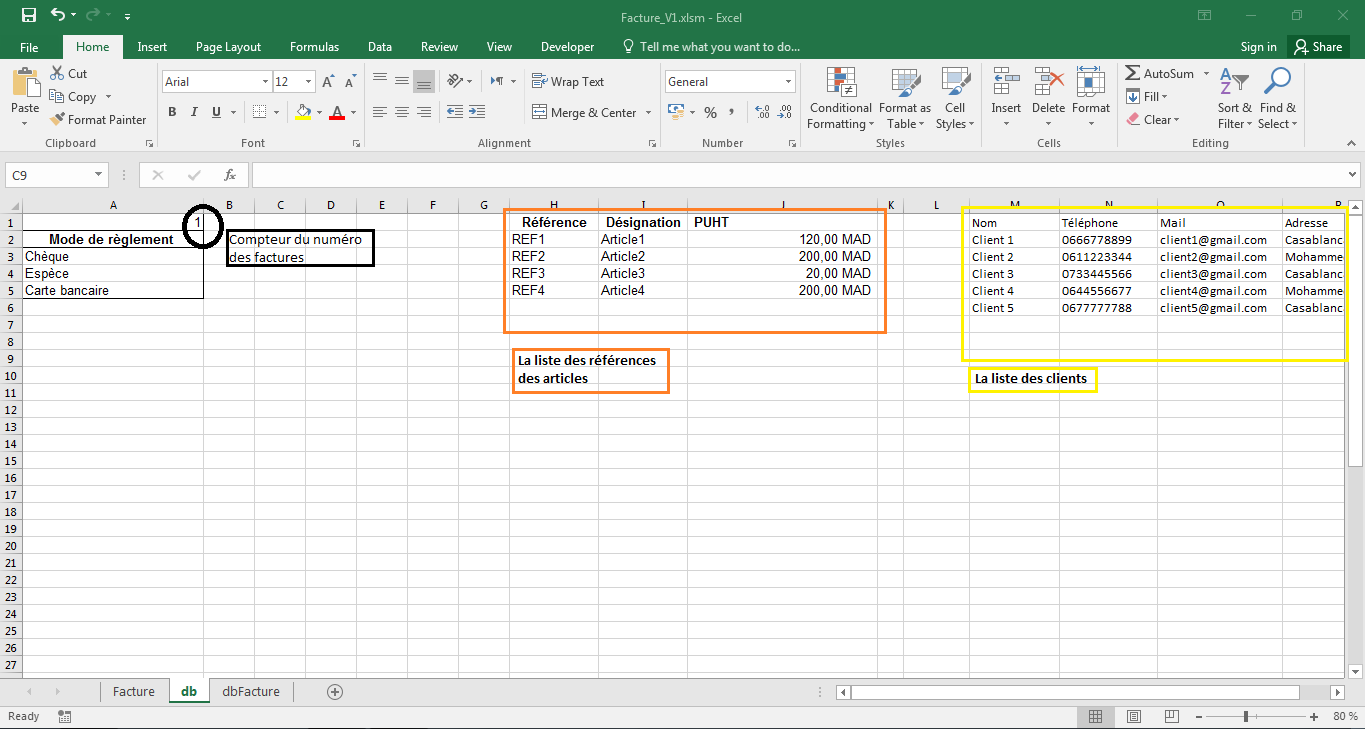 Facture_V1.xlsm - Excel
File Home Insert Page Layout Formulas Data Review View Developer Tell me what you want to do... Sign in Share
Paste Cut Copy Format Painter
Arial 12
B I U A
Wrap Text
Merge & Center
General
%
Conditional Formatting Format as Table Cell Styles
Insert Delete Format
AutoSum Fill Clear
Sort & Filter Find & Select
Clipboard Font Alignment Number Styles Cells Editing
C9 fx
A B C D E F G H I J K L M N O P
1 1 Référence Désignation PUHT Nom Téléphone Mail Adresse
2 Mode de règlement REF1 Article1 120,00 MAD Client 1 0666778899 client1@gmail.com Casablanc
3 Chèque REF2 Article2 200,00 MAD Client 2 0611223344 client2@gmail.com Mohamme
4 Espèce REF3 Article3 20,00 MAD Client 3 0733445566 client3@gmail.com Casablanc
5 Carte bancaire REF4 Article4 200,00 MAD Client 4 0644556677 client4@gmail.com Mohamme
6 Client 5 0677777788 client5@gmail.com Casablanc
Compteur du numéro
des factures
7
8
9
La liste des références
des articles
10
La liste des clients
11
12
13
14
15
16
17
18
19
20
21
22
23
24
25
26
27
Facture db dbFacture
Ready 80 %